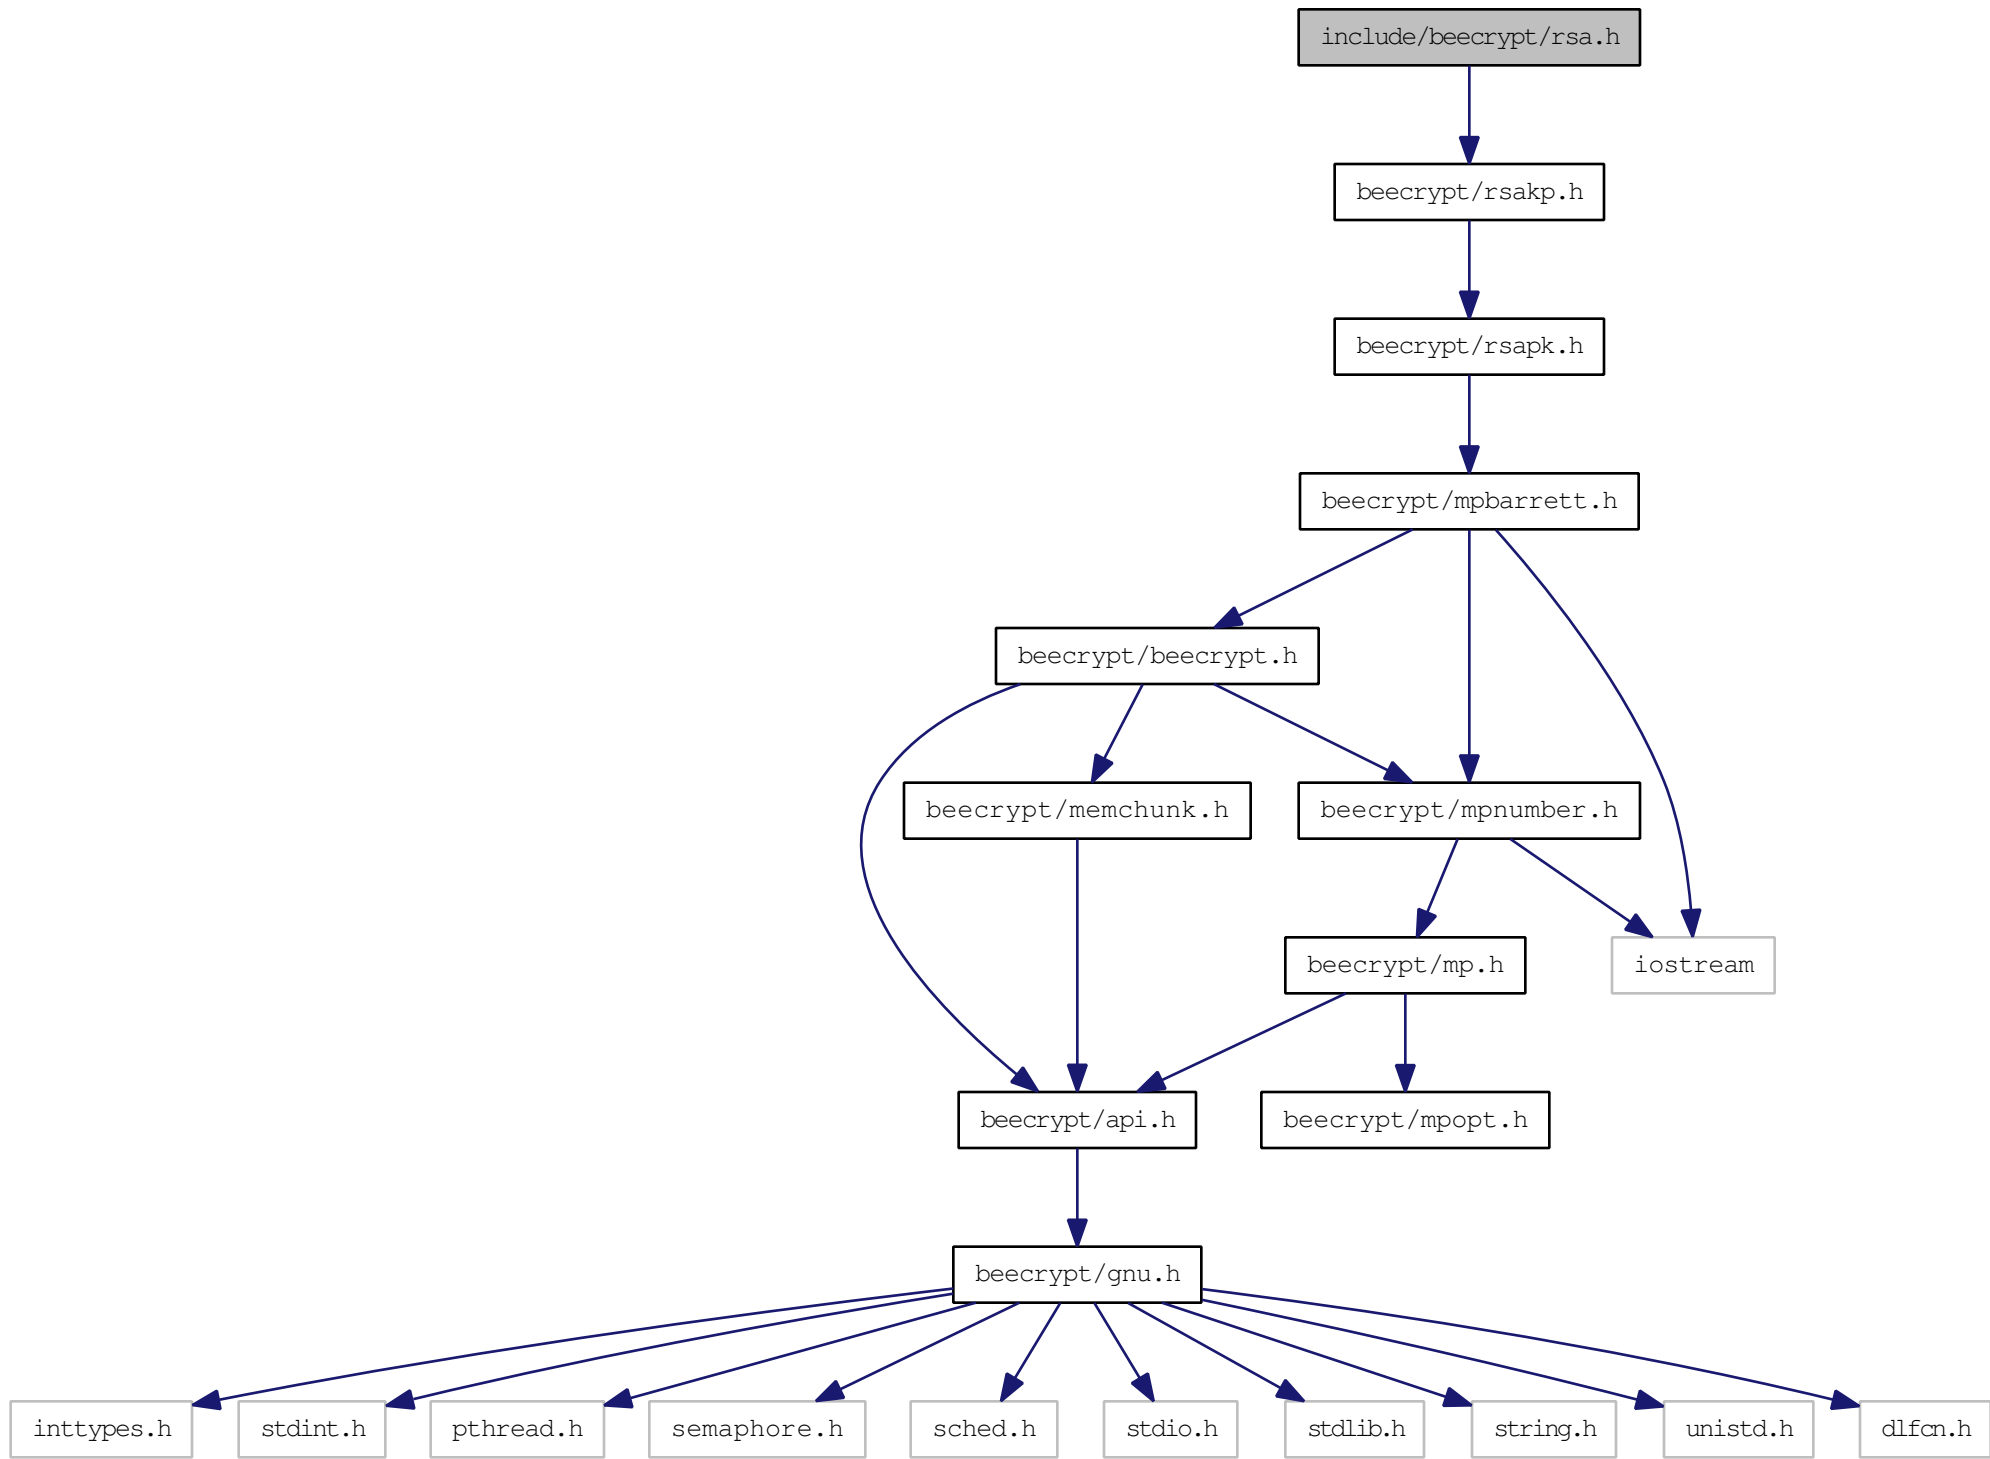 include/beecrypt/rsa.h
beecrypt/rsakp.h
beecrypt/rsapk.h
beecrypt/mpbarrett.h
beecrypt/beecrypt.h
beecrypt/memchunk.h
beecrypt/mpnumber.h
beecrypt/mp.h
iostream
beecrypt/api.h
beecrypt/mpopt.h
beecrypt/gnu.h
inttypes.h
stdint.h
pthread.h
semaphore.h
sched.h
stdio.h
stdlib.h
string.h
unistd.h
dlfcn.h